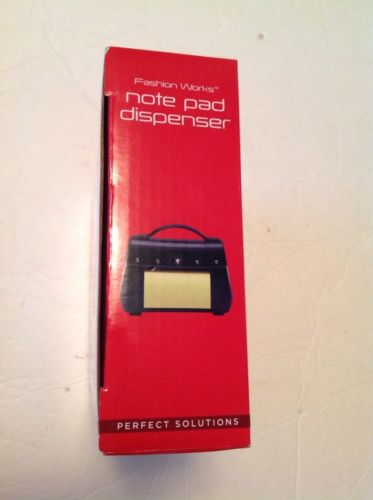 Fashion Works™
note pad
dispenser
PERFECT SOLUTIONS